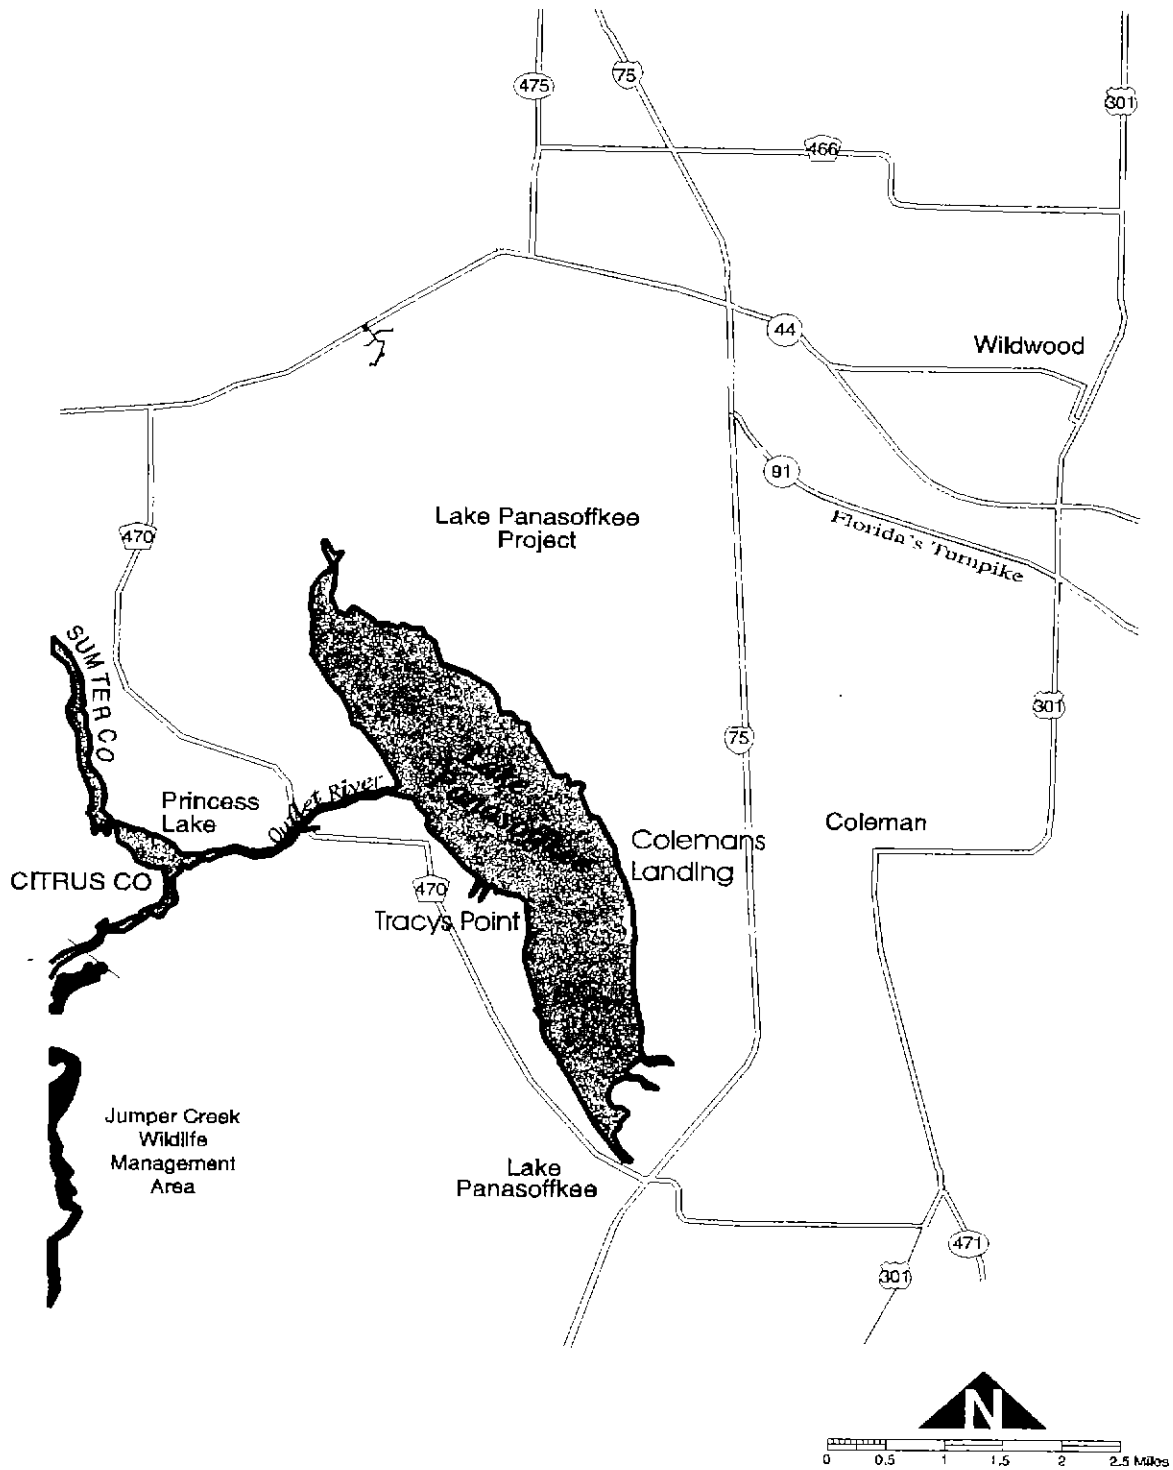 75
475
301
466
44
Wildwood
91
Lake Panasoffkee
Project
Florida's Turnpike
470
SUMTER CO
301
75
Lake
Panasoffkee
Outlet River
Princess
Lake
Coleman
Colemans
Landing
CITRUS CO
470
Tracys Point
Jumper Creek
Wildlife
Management
Area
Lake
Panasoffkee
471
301
N
0 0.5 1 1.5 2 2.5 Miles